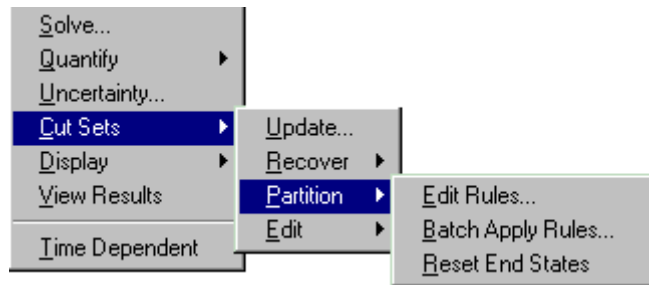 Solve...
Quantify
Uncertainty...
Cut Sets
Display
View Results
Time Dependent
Update...
Recover
Partition
Edit
Edit Rules...
Batch Apply Rules...
Reset End States